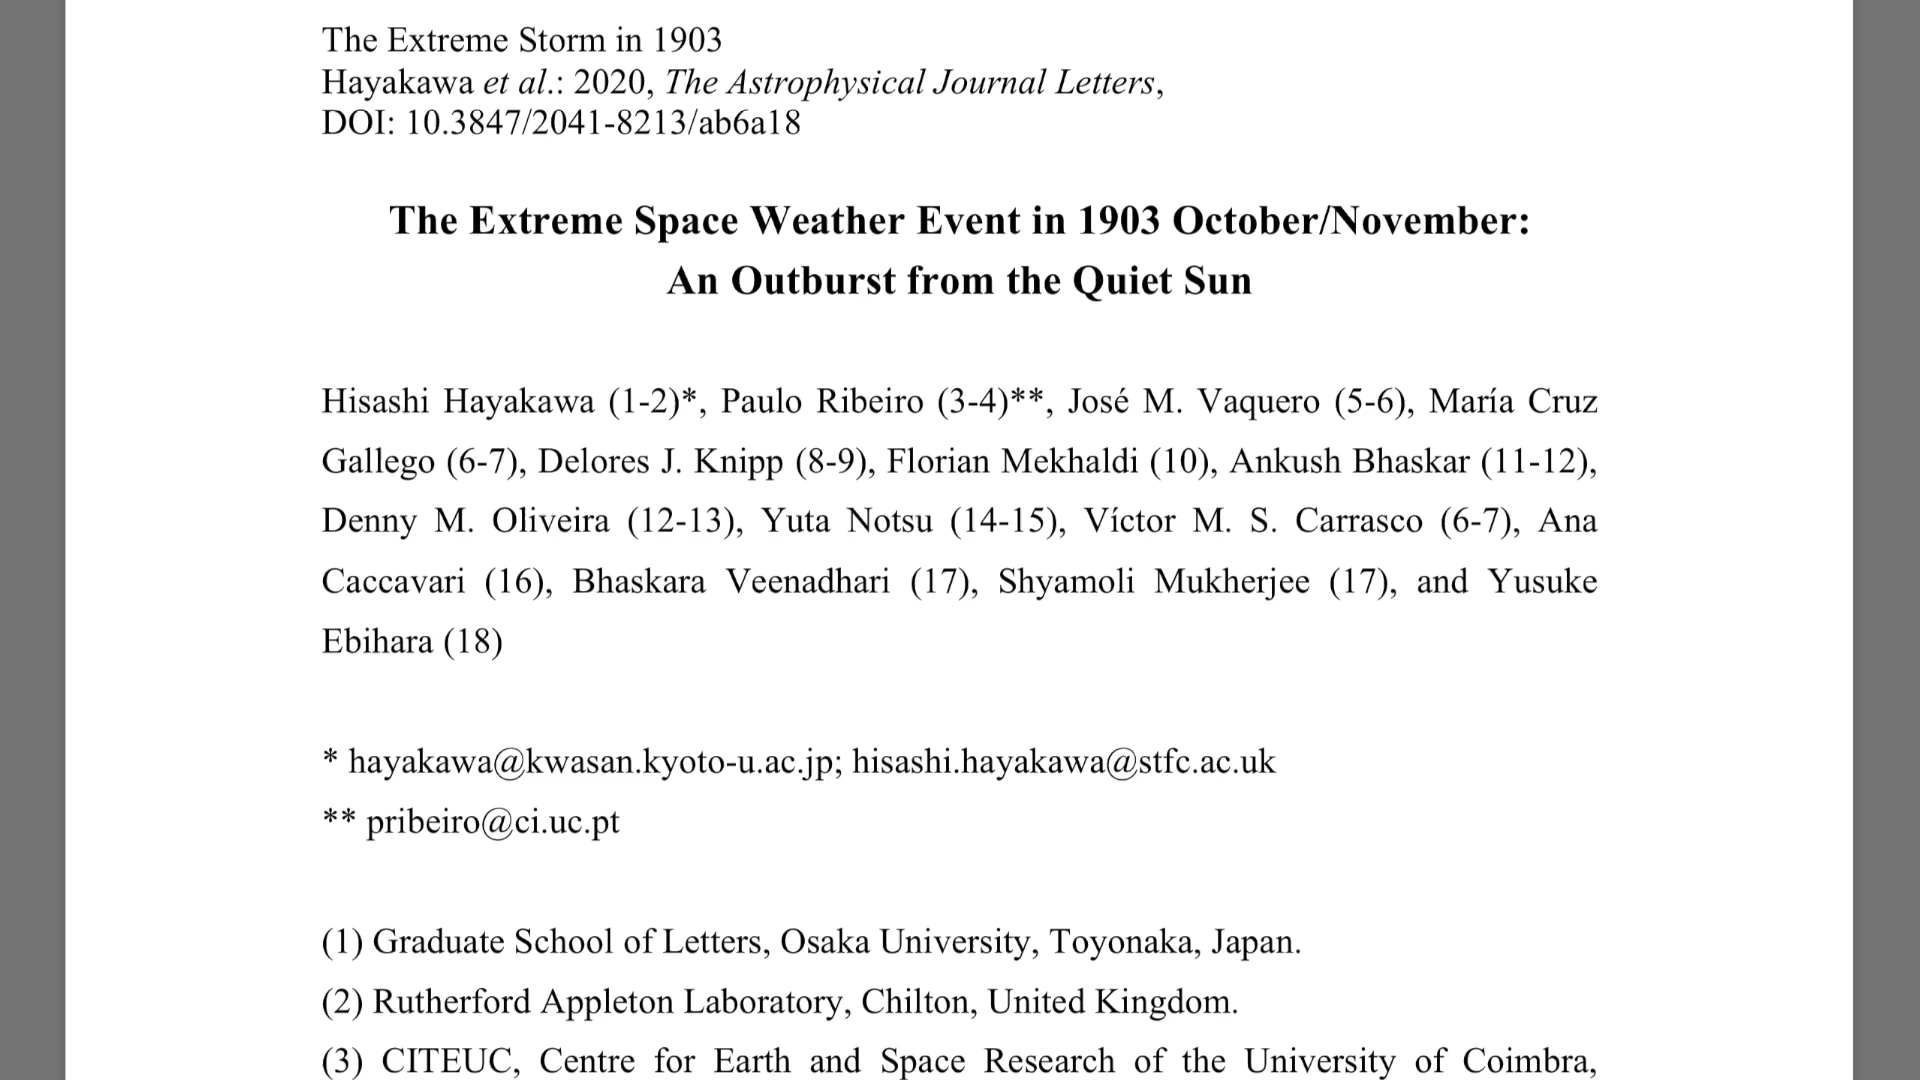 The Extreme Storm in 1903
Hayakawa et al.: 2020, The Astrophysical Journal Letters,
DOI: 10.3847/2041-8213/ab6a18
The Extreme Space Weather Event in 1903 October/November:
An Outburst from the Quiet Sun
Hisashi Hayakawa (1-2)*, Paulo Ribeiro (3-4)**, José M. Vaquero (5-6), María Cruz
Gallego (6-7), Delores J. Knipp (8-9), Florian Mekhaldi (10), Ankush Bhaskar (11-12),
Denny M. Oliveira (12-13), Yuta Notsu (14-15), Víctor M. S. Carrasco (6-7), Ana
Caccavari (16), Bhaskara Veenadhari (17), Shyamoli Mukherjee (17), and Yusuke
Ebihara (18)
* hayakawa@kwasan.kyoto-u.ac.jp; hisashi.hayakawa@stfc.ac.uk
** pribeiro@ci.uc.pt
(1) Graduate School of Letters, Osaka University, Toyonaka, Japan.
(2) Rutherford Appleton Laboratory, Chilton, United Kingdom.
(3) CITEUC, Centre for Earth and Space Research of the University of Coimbra,